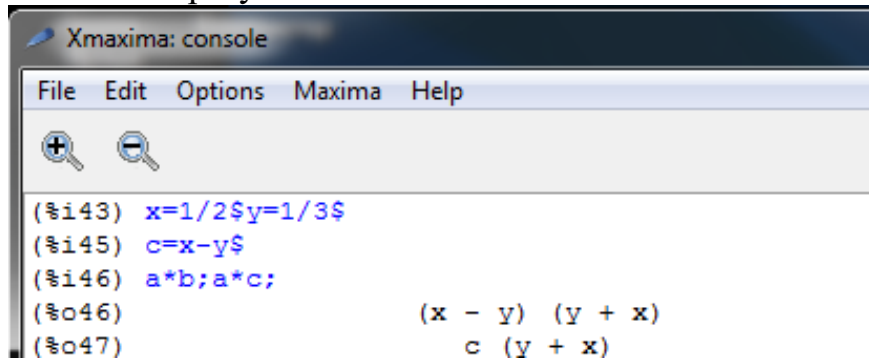 Xmaxima: console
File Edit Options Maxima Help
(%i43) x=1/2$y=1/3$
(%i45) c=x-y$
(%i46) a*b;a*c;
(%o46) (x - y) (y + x)
(%o47) c (y + x)